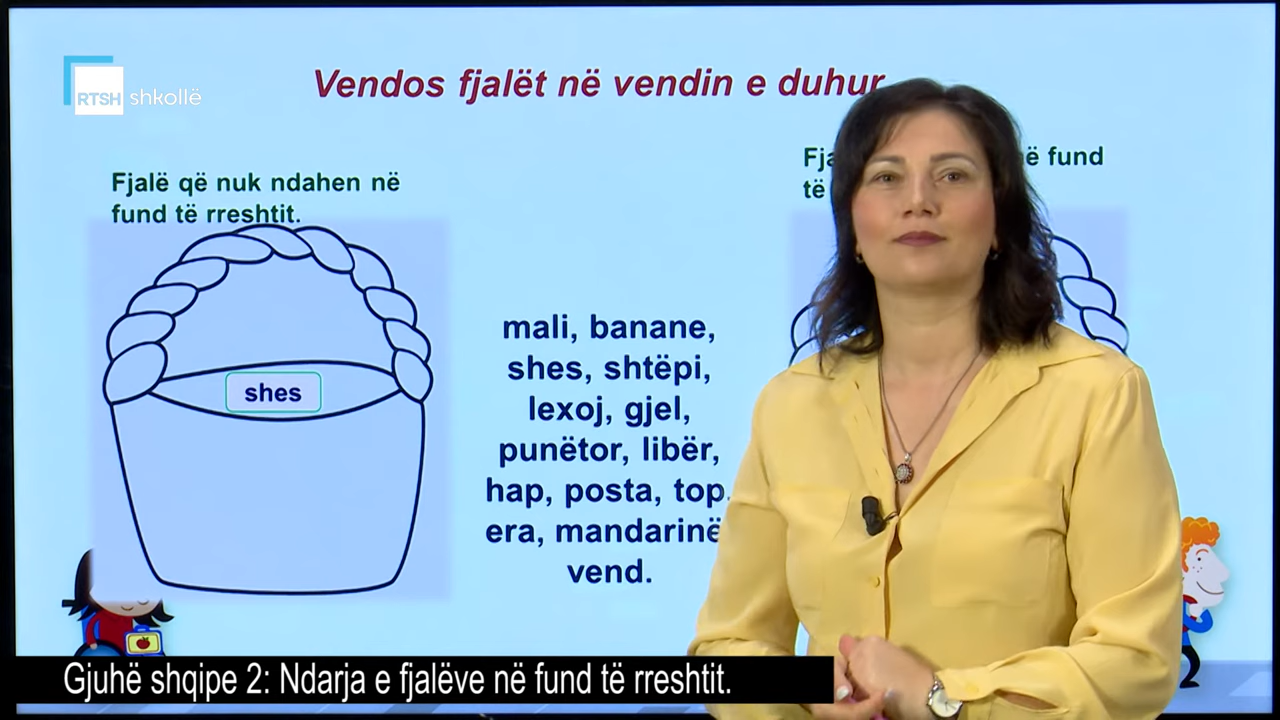 Vendos fjalët në vendin e duhur
RTSH shkollë
Fjalë që nuk ndahen në
fund të rreshtit.
fund
të
shes
mali, banane,
shes, shtëpi,
lexoj, gjel,
punëtor, libër,
hap, posta, top
era, mandarinë
vend.
Gjuhë shqipe 2: Ndarja e fjalëve në fund të rreshtit.